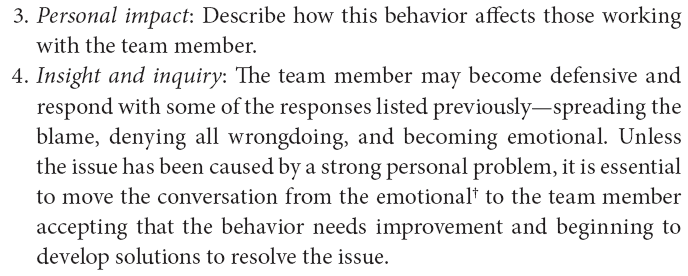 3. Personal impact: Describe how this behavior affects those working
with the team member.
4. Insight and inquiry: The team member may become defensive and
respond with some of the responses listed previously—spreading the
blame, denying all wrongdoing, and becoming emotional. Unless
the issue has been caused by a strong personal problem, it is essential
to move the conversation from the emotional† to the team member
accepting that the behavior needs improvement and beginning to
develop solutions to resolve the issue.